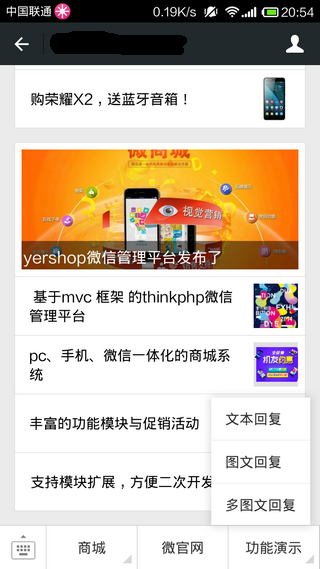 中国联通 0.19K/s 20:54
购荣耀X2，送蓝牙音箱！
微商城
视觉营销
yershop微信管理平台发布了
基于mvc 框架 的thinkphp微信
管理平台
pc、手机、微信一体化的商城系
统
丰富的功能模块与促销活动
支持模块扩展，方便二次开发
文本回复
图文回复
多图文回复
商城
微官网
功能演示